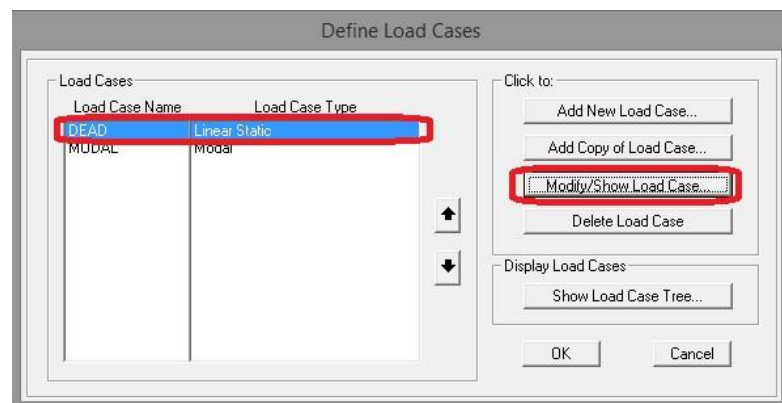 Define Load Cases
Load Cases
Load Case Name Load Case Type
DEAD Linear Static
MODAL Modal
Click to:
Add New Load Case...
Add Copy of Load Case...
Modify/Show Load Case...
Delete Load Case
Display Load Cases
Show Load Case Tree...
OK Cancel